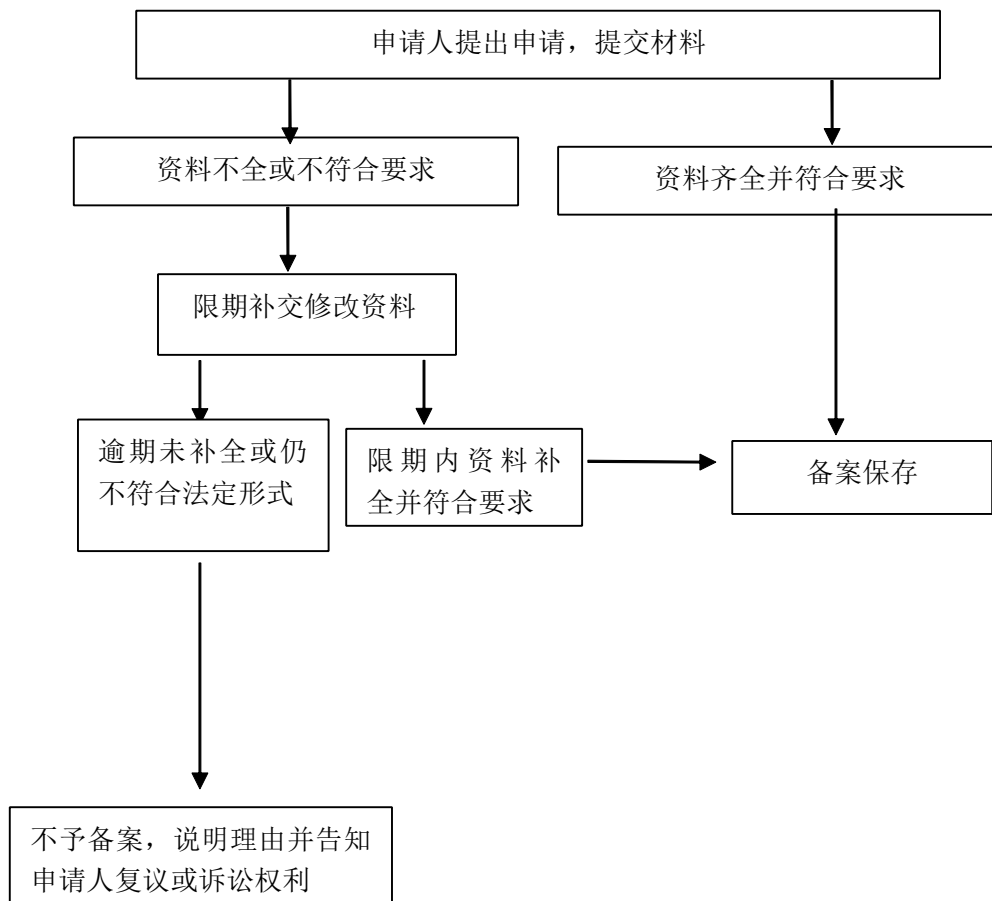 申请人提出申请，提交材料
资料不全或不符合要求
资料齐全并符合要求
限期补交修改资料
逾期未补全或仍
不符合法定形式
限期内资料补
全并符合要求
备案保存
不予备案，说明理由并告知
申请人复议或诉讼权利